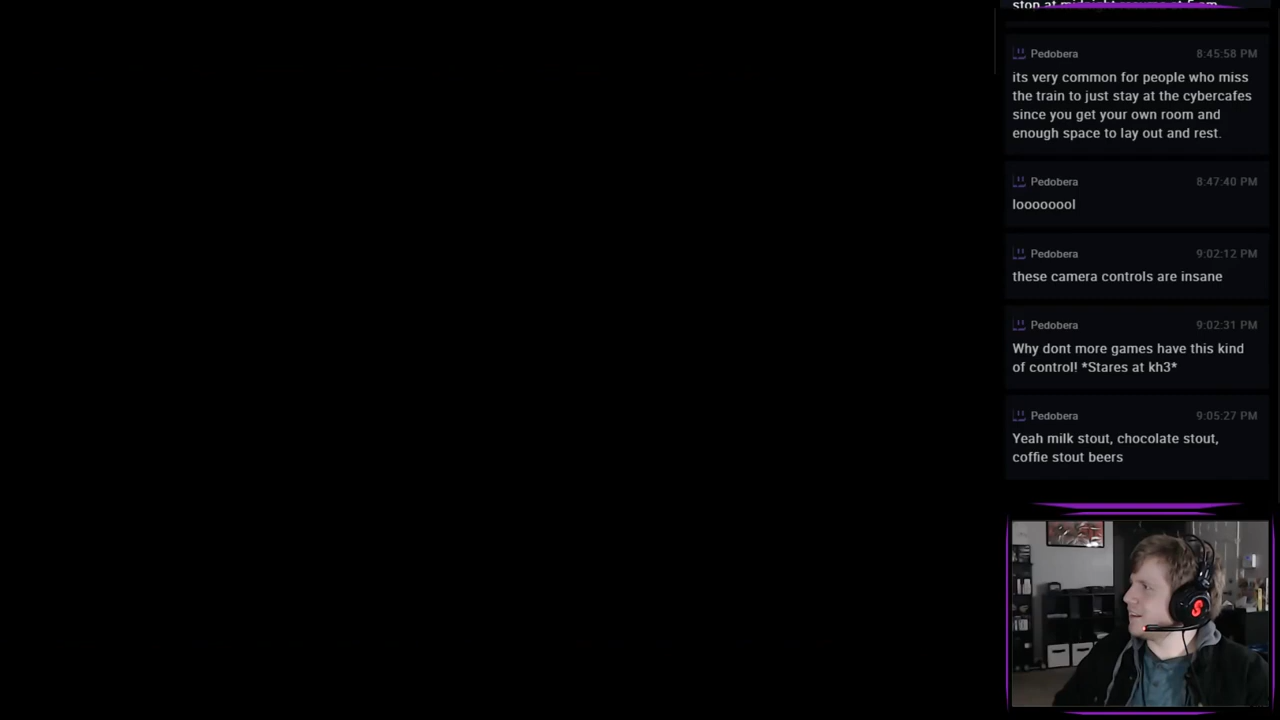 Pedobera 8:45:58 PM
its very common for people who miss
the train to just stay at the cybercafes
since you get your own room and
enough space to lay out and rest.
Pedobera 8:47:40 PM
loooooool
Pedobera 9:02:12 PM
these camera controls are insane
Pedobera 9:02:31 PM
Why dont more games have this kind
of control! *Stares at kh3*
Pedobera 9:05:27 PM
Yeah milk stout, chocolate stout,
coffie stout beers